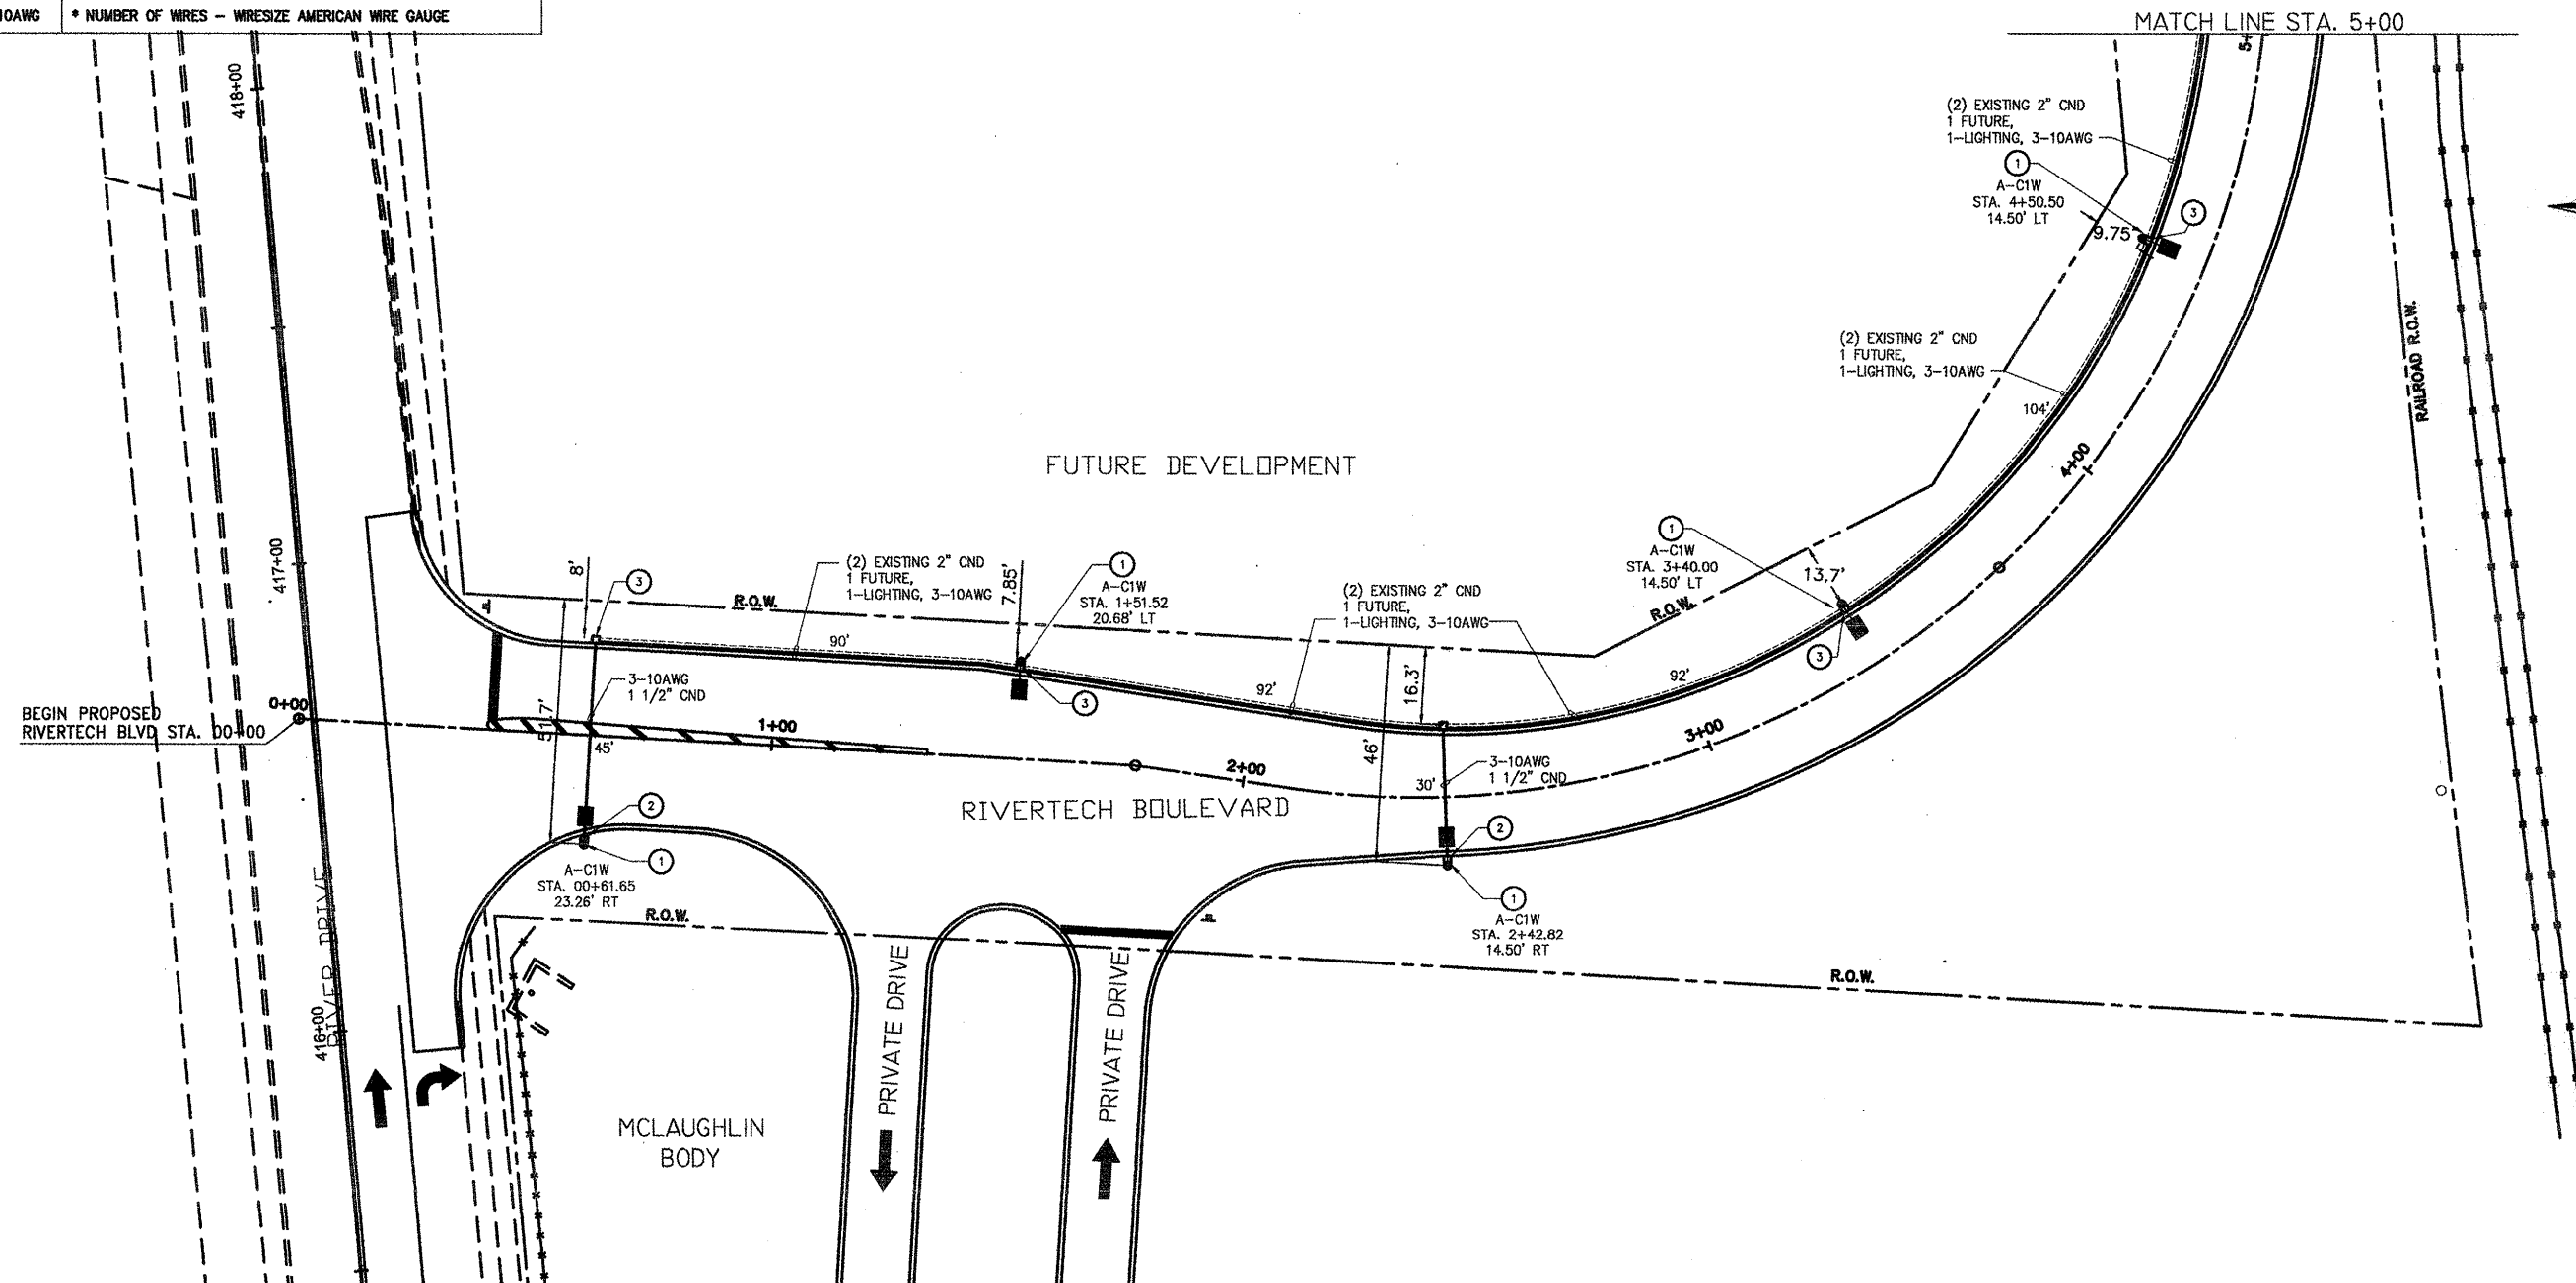 10AWG
* NUMBER OF WIRES - WIRESIZE AMERICAN WIRE GAUGE
MATCH LINE STA. 5+00
418+00
5+
(2) EXISTING 2" CND
1 FUTURE,
1-LIGHTING, 3-10AWG
1
A-C1W
STA. 4+50.50
14.50' LT
3
9.75'
(2) EXISTING 2" CND
1 FUTURE,
1-LIGHTING, 3-10AWG
RAILROAD R.O.W.
104'
4+00
FUTURE DEVELOPMENT
417+00
8'
3
(2) EXISTING 2" CND
1 FUTURE,
1-LIGHTING, 3-10AWG
7.85'
1
A-C1W
STA. 1+51.52
20.68' LT
(2) EXISTING 2" CND
1 FUTURE,
1-LIGHTING, 3-10AWG
1
A-C1W
STA. 3+40.00
14.50' LT
13.7'
R.O.W.
R.O.W.
90'
3
92'
16.3'
92'
3
3-10AWG
1 1/2" CND
BEGIN PROPOSED
RIVERTECH BLVD STA. 00+00
0+00
51.7'
45'
1+00
2+00
46'
30'
3-10AWG
1 1/2" CND
3+00
RIVERTECH BOULEVARD
2
1
A-C1W
STA. 00+61.65
23.26' RT
2
1
A-C1W
STA. 2+42.82
14.50' RT
R.O.W.
R.O.W.
RIVER DRIVE
416+00
PRIVATE DRIVE
PRIVATE DRIVE
MCLAUGHLIN
BODY